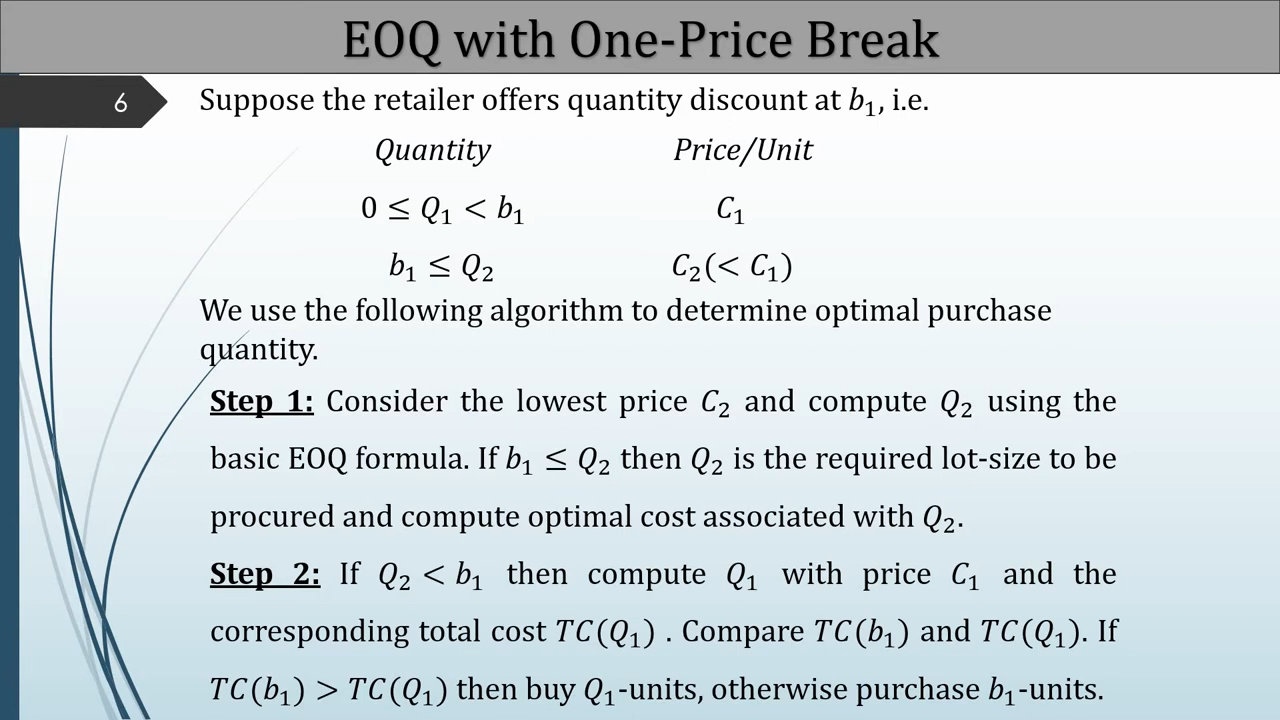 EOQ with One-Price Break
6
Suppose the retailer offers quantity discount at b₁, i.e.
Quantity Price/Unit
0 ≤ Q₁ < b₁ C₁
b₁ ≤ Q₂ C₂(< C₁)
We use the following algorithm to determine optimal purchase
quantity.
Step 1: Consider the lowest price C₂ and compute Q₂ using the
basic EOQ formula. If b₁ ≤ Q₂ then Q₂ is the required lot-size to be
procured and compute optimal cost associated with Q₂.
Step 2: If Q₂ < b₁ then compute Q₁ with price C₁ and the
corresponding total cost TC(Q₁) . Compare TC(b₁) and TC(Q₁). If
TC(b₁) > TC(Q₁) then buy Q₁-units, otherwise purchase b₁-units.